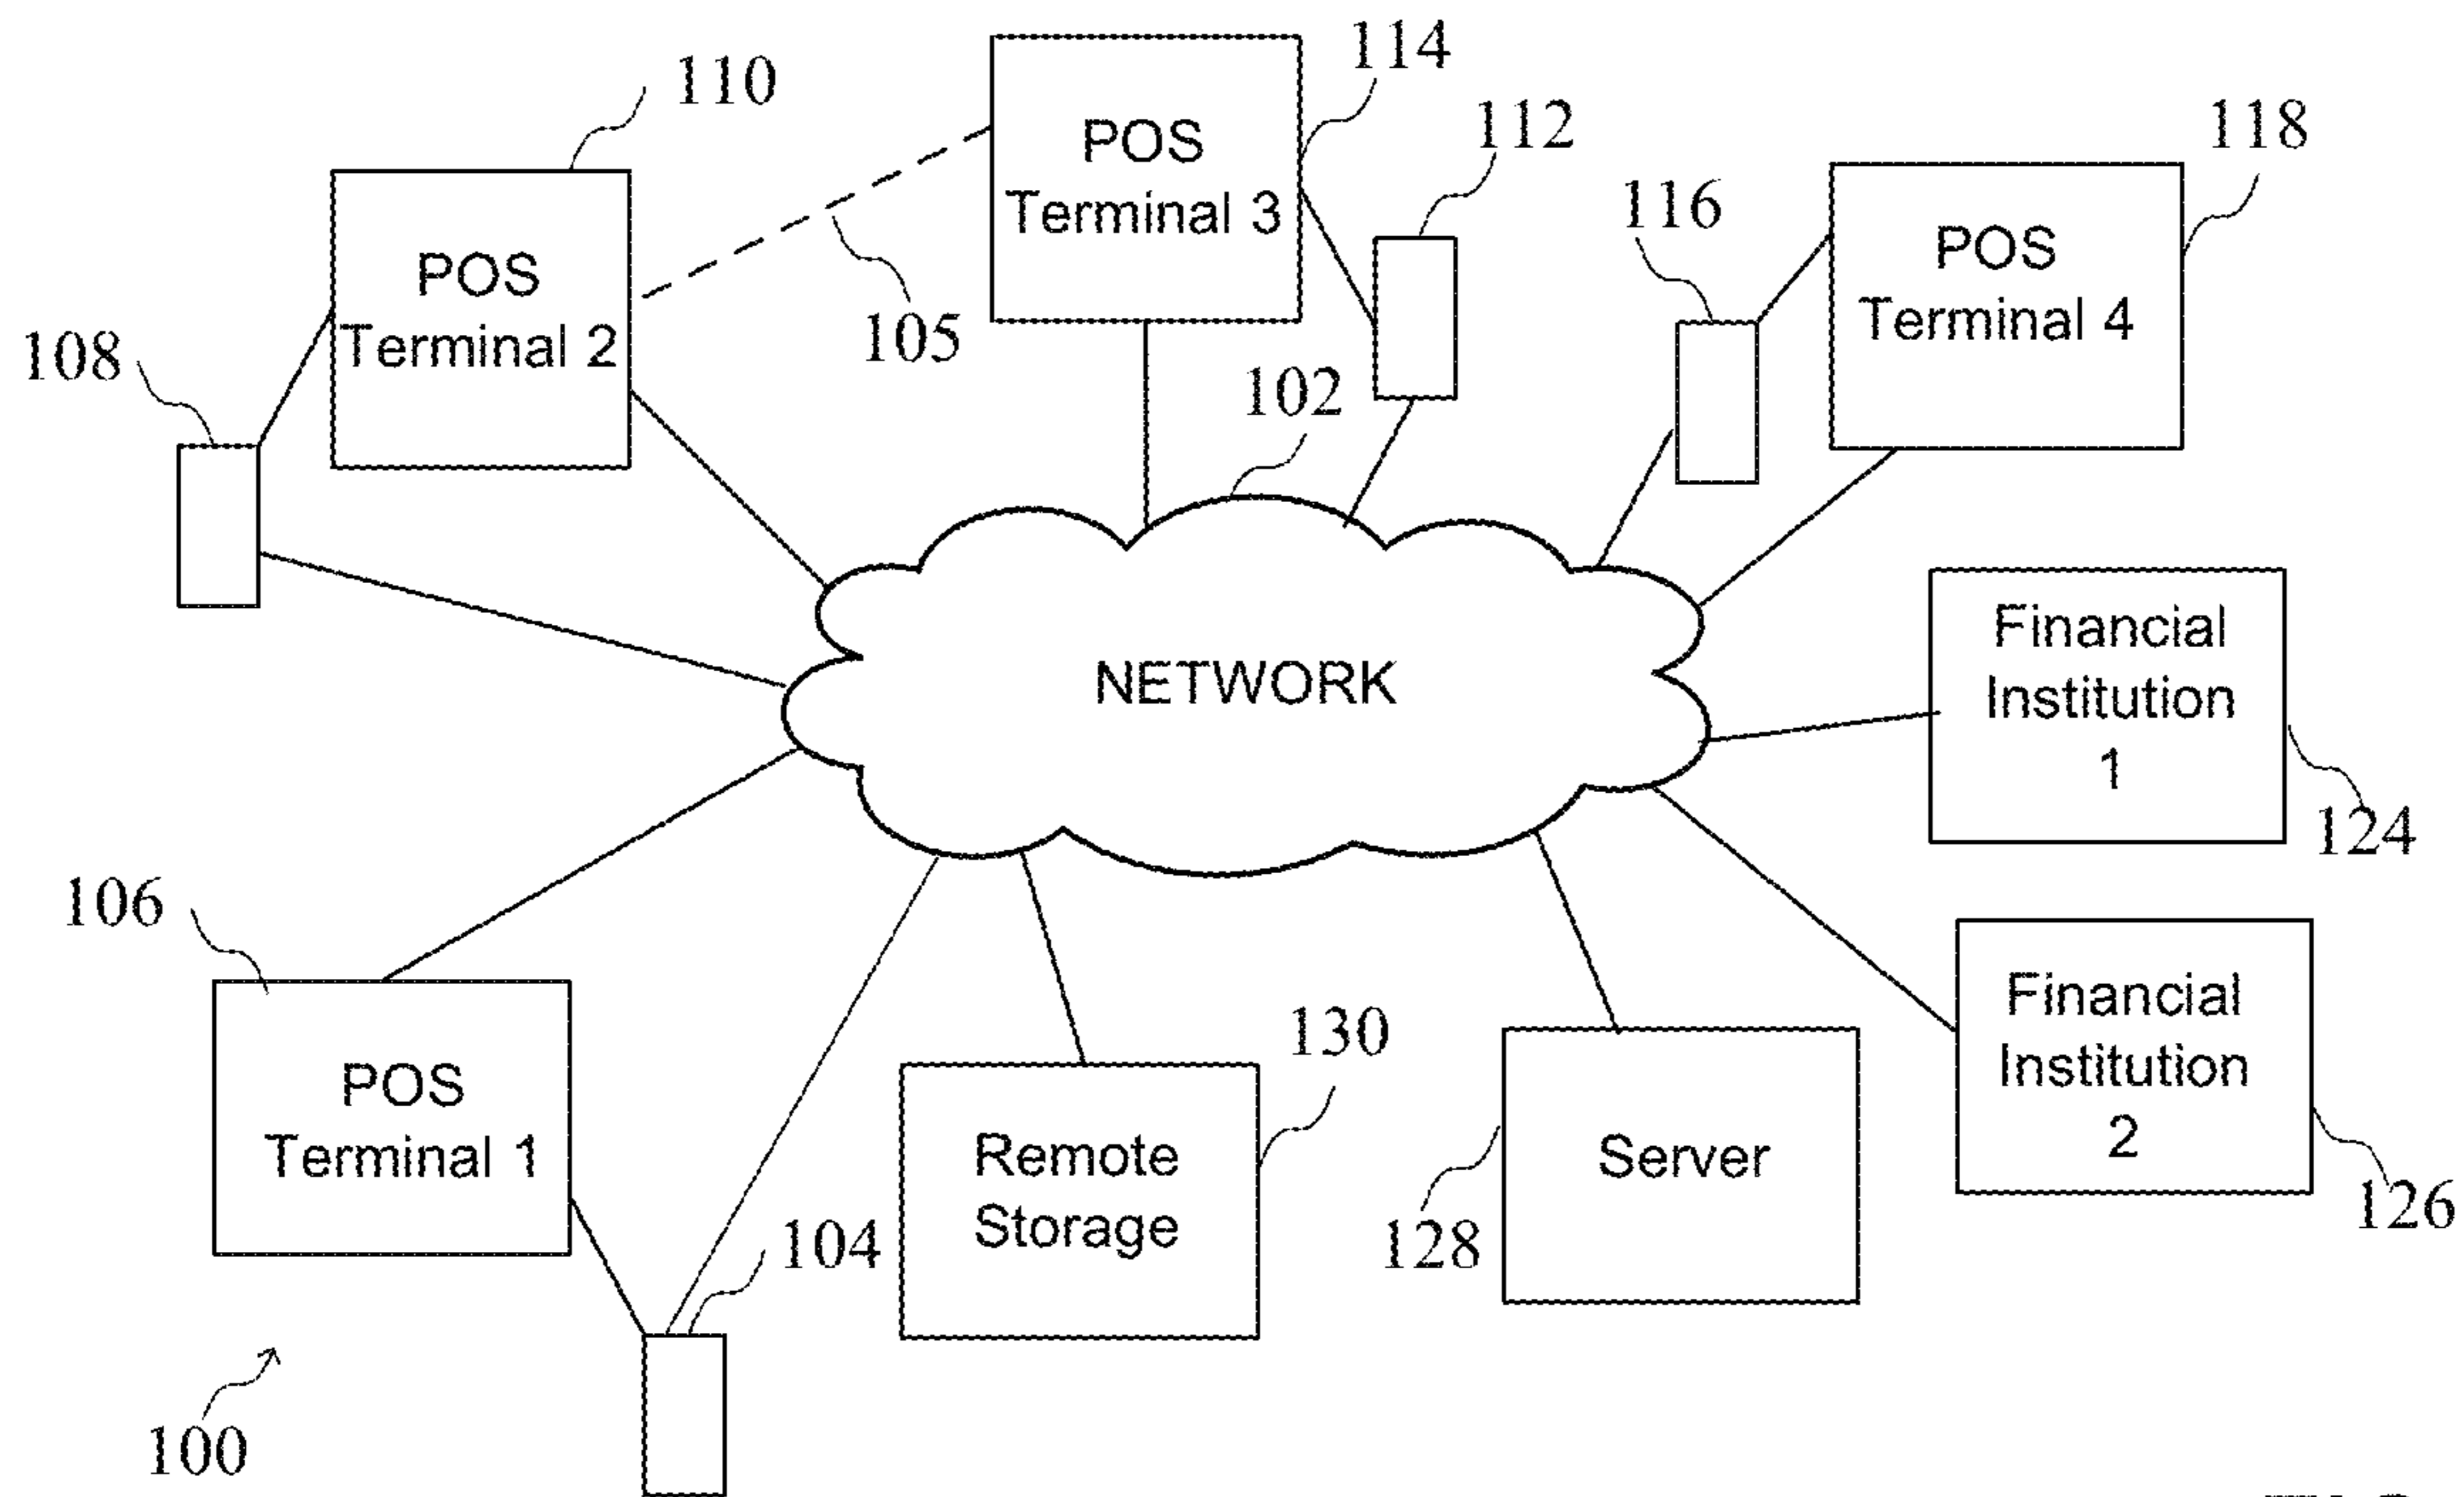 114
110
POS
Terminal 3
112
118
116
POS
Terminal 2
POS
Terminal 4
105
108
102
Financial
Institution
1
NETWORK
124
106
POS
Terminal 1
130
Remote
Storage
Server
128
Financial
Institution
2
126
104
100